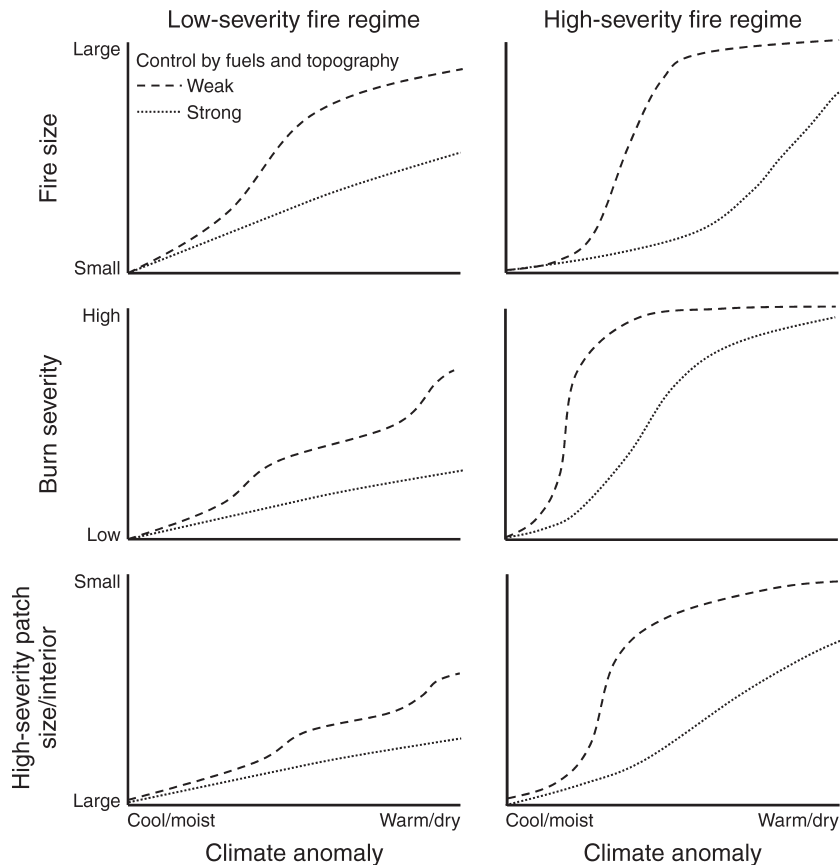 Low-severity fire regime
High-severity fire regime
Large
Control by fuels and topography
Weak
Strong
Fire size
Small
High
Burn severity
Low
Small
High-severity patch
size/interior
Large
Cool/moist
Warm/dry
Cool/moist
Warm/dry
Climate anomaly
Climate anomaly